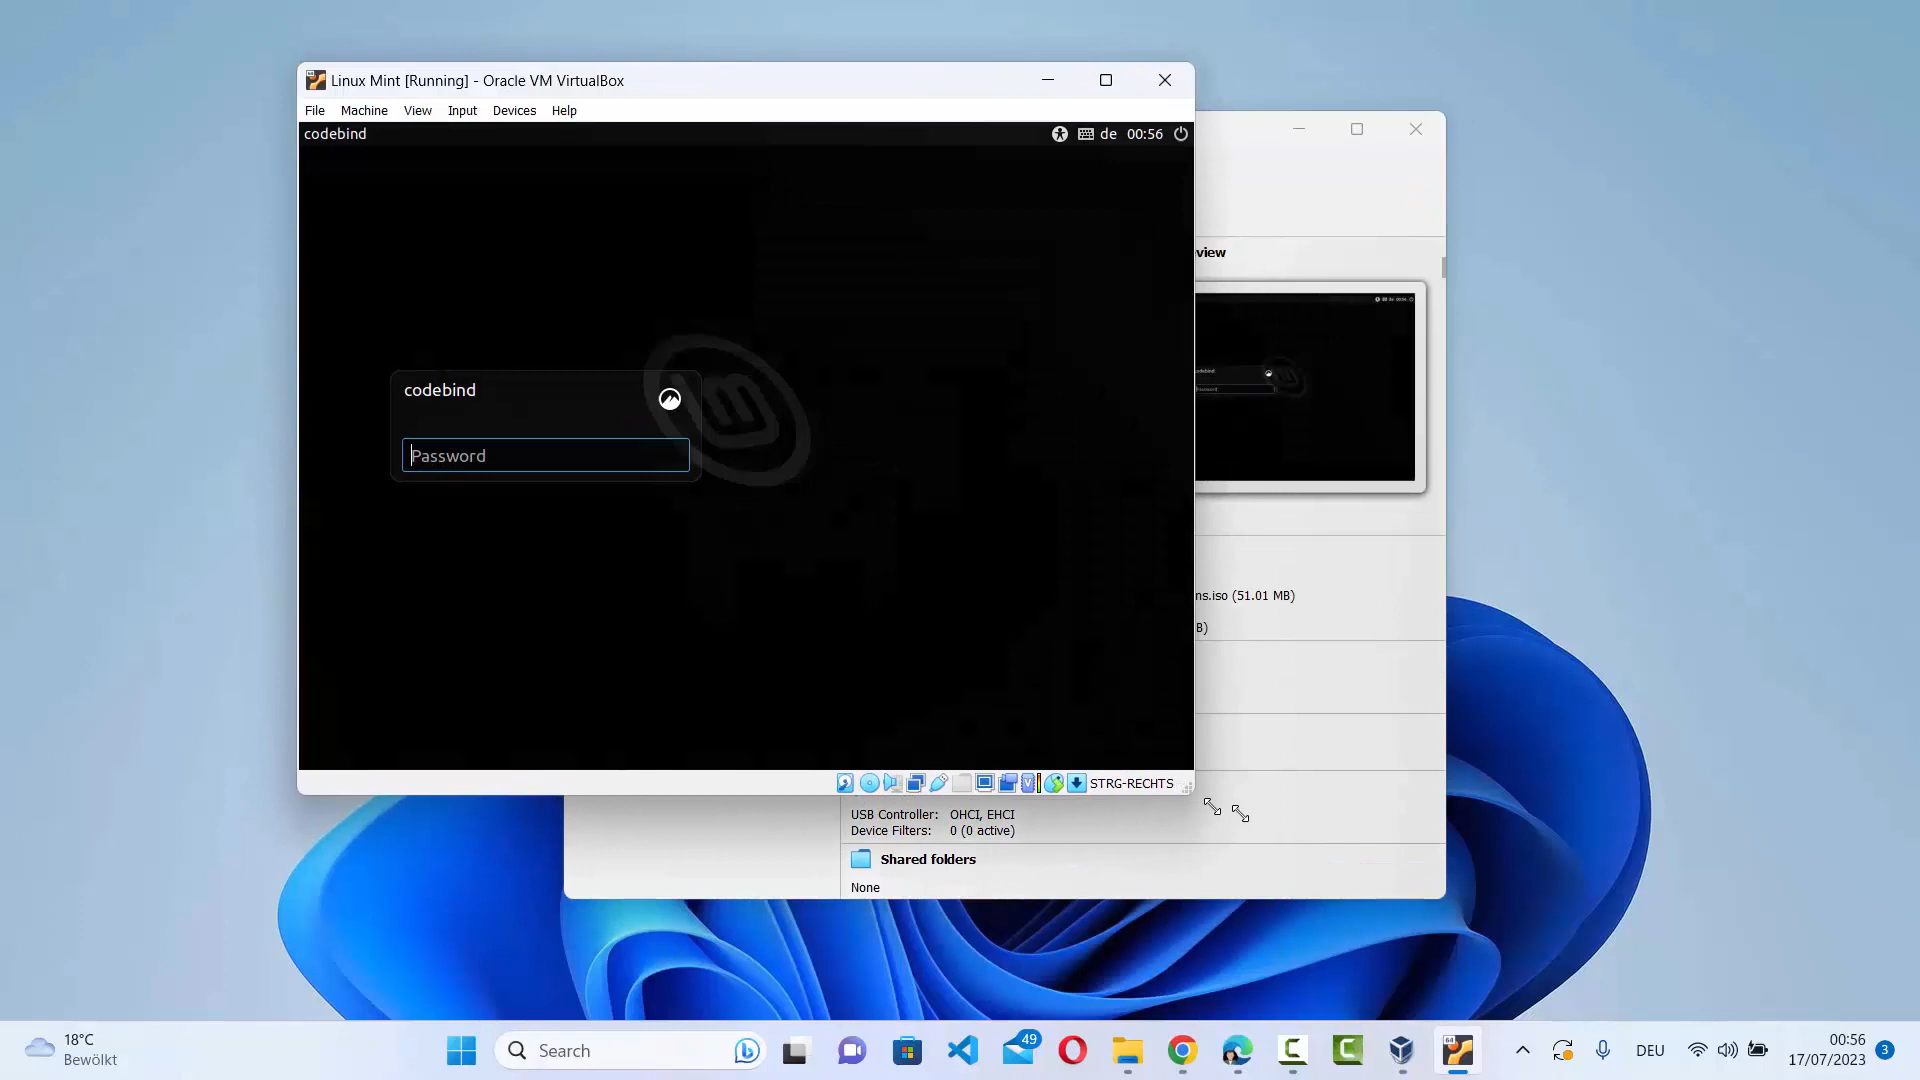 Linux Mint [Running] - Oracle VM VirtualBox
File Machine View Input Devices Help
codebind
de 00:56
codebind
Password
view
ns.iso (51.01 MB)
B)
STRG-RECHTS
USB Controller: OHCI, EHCI
Device Filters: 0 (0 active)
Shared folders
None
18°C
Bewölkt
Search
49
64
DEU
00:56
17/07/2023
3